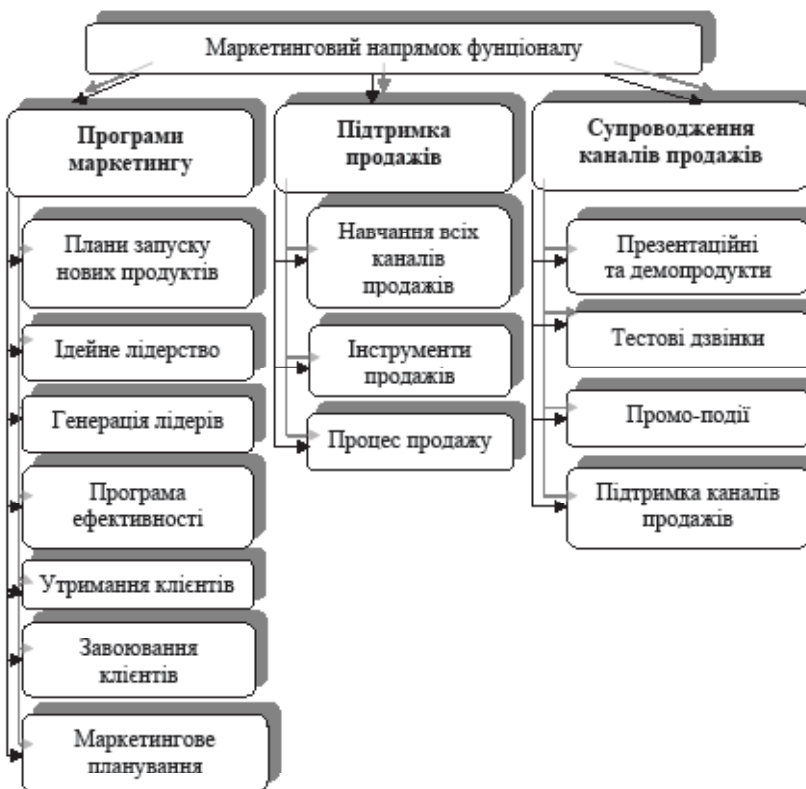 Маркетинговий напрямок фунціоналу
Програми
маркетингу
Плани запуску
нових продуктів
Ідейне лідерство
Генерація лідерів
Програма
ефективності
Утримання клієнтів
Завоювання
клієнтів
Маркетингове
планування
Підтримка
продажів
Навчання всіх
каналів
продажів
Інструменти
продажів
Процес продажу
Супроводження
каналів продажів
Презентаційні
та демопродукти
Тестові дзвінки
Промо-події
Підтримка каналів
продажів